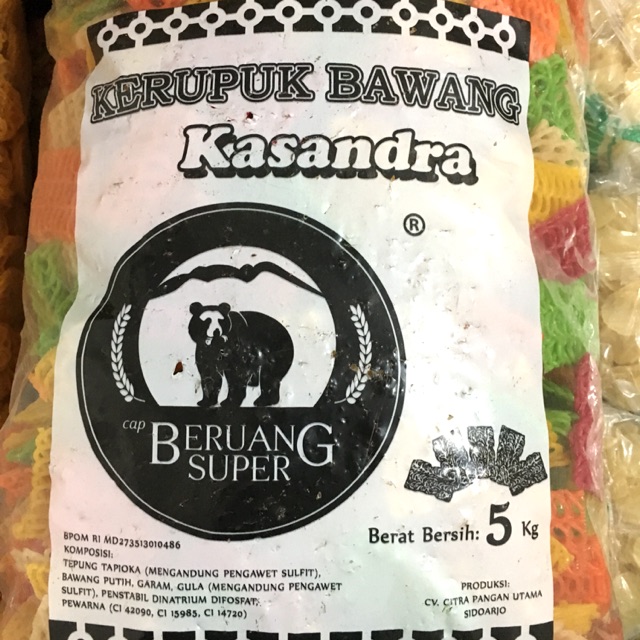 KERUPUK BAWANG
Kasandra
®
cap
BERUANG
SUPER
Berat Bersih: 5 Kg
BPOM RI MD273513010486
KOMPOSISI:
TEPUNG TAPIOKA (MENGANDUNG PENGAWET SULFIT),
BAWANG PUTIH, GARAM, GULA (MENGANDUNG PENGAWET
SULFIT), PENSTABIL DINATRIUM DIFOSFAT,
PEWARNA (CI 42090, CI 15985, CI 14720)
PRODUKSI:
CV. CITRA PANGAN UTAMA
SIDOARJO